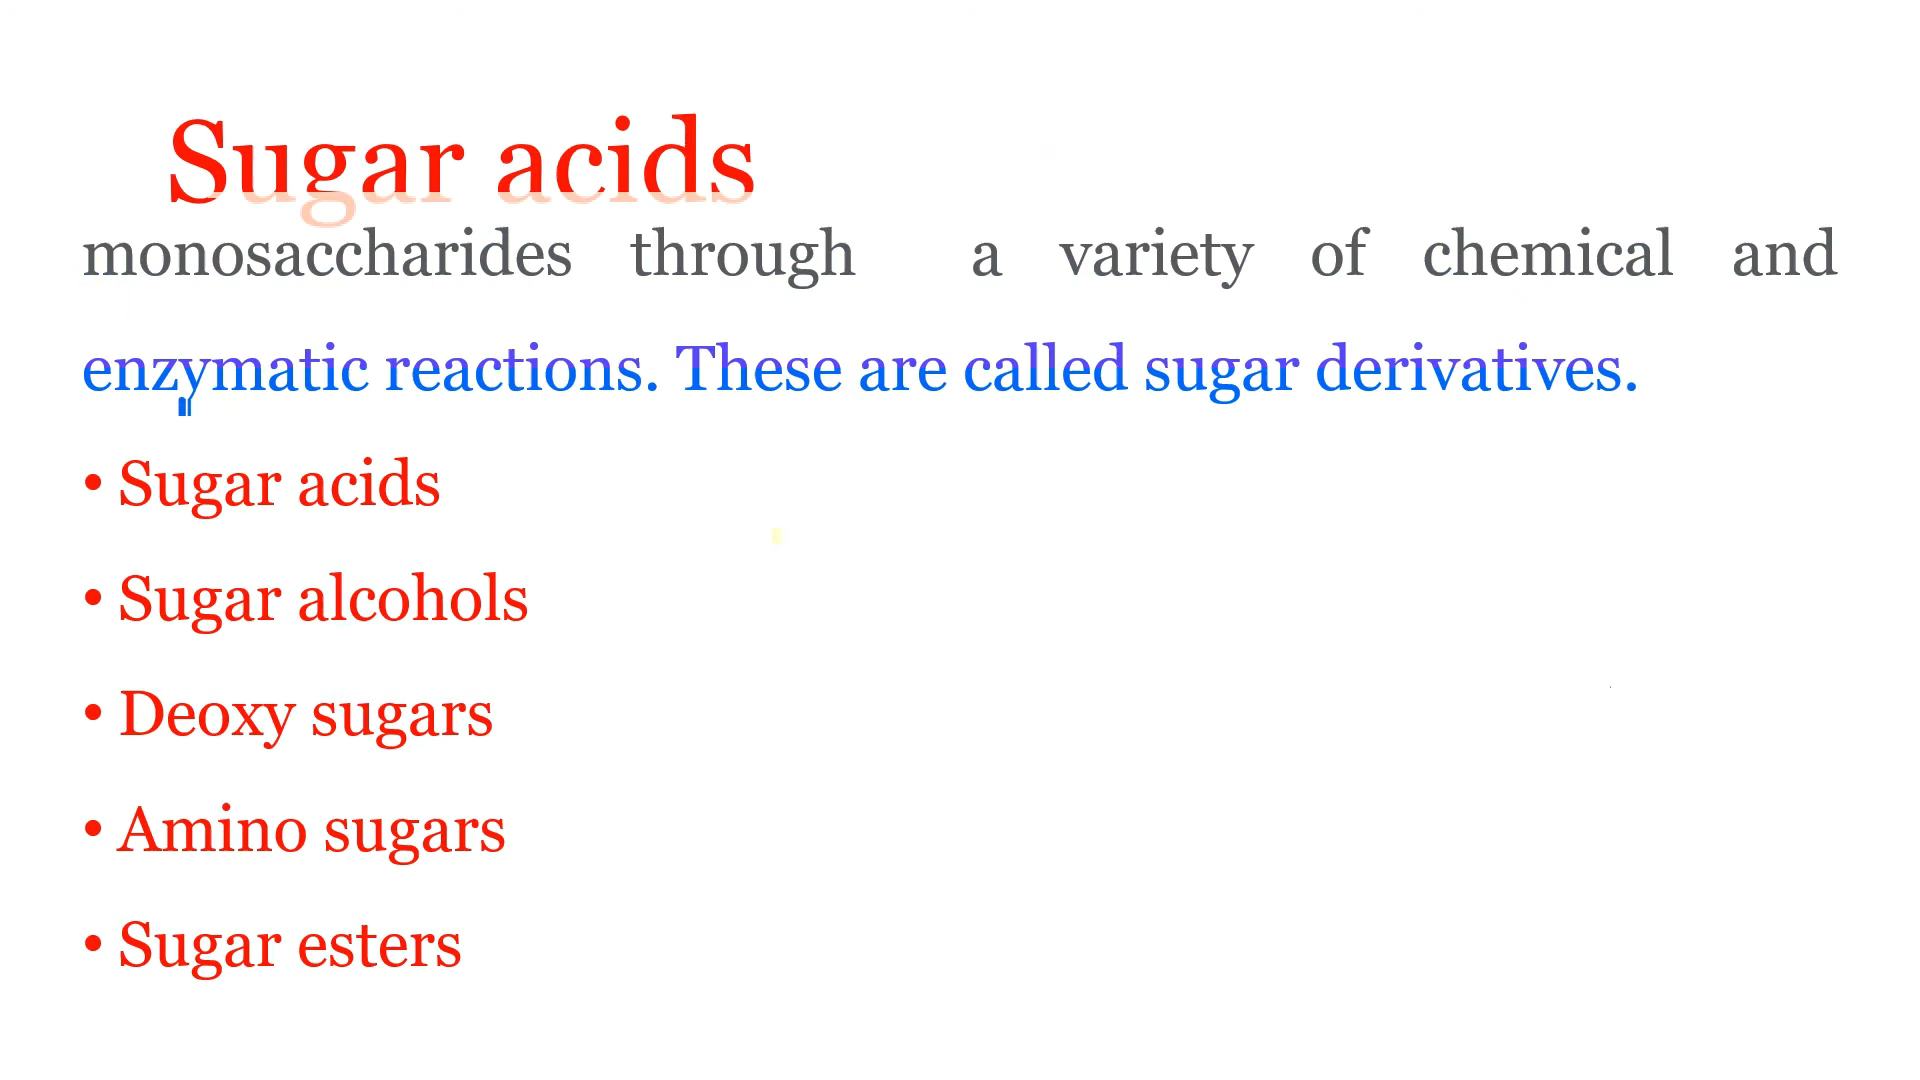 Sugar acids
monosaccharides through a variety of chemical and
enzymatic reactions. These are called sugar derivatives.
• Sugar acids
• Sugar alcohols
• Deoxy sugars
• Amino sugars
• Sugar esters